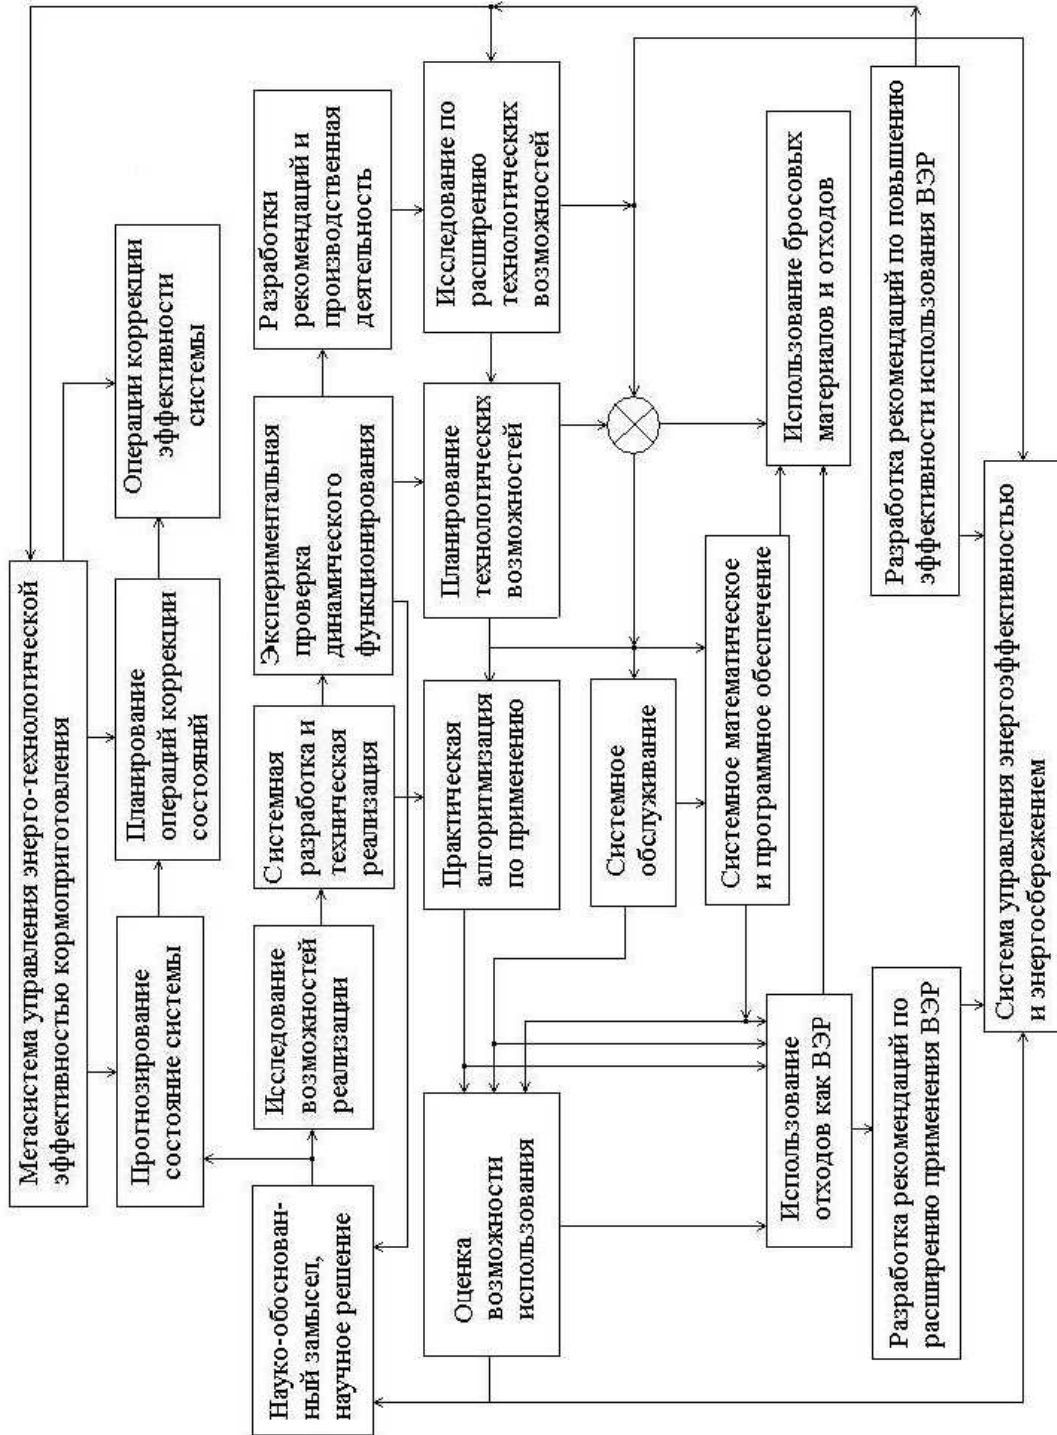 Метасистема управления энерго-технологической
эффективностью кормоприготовления
Прогнозирование
состояние системы
Планирование
операций коррекции
состояний
Операции коррекции
эффективности
системы
Науко-обоснован-
ный замысел,
научное решение
Исследование
возможностей
реализации
Системная
разработка и
техническая
реализация
Экспериментальная
проверка
динамического
функционирования
Разработки
рекомендаций и
производственная
деятельность
Оценка
возможности
использования
Практическая
алгоритмизация
по применению
Планирование
технологических
возможностей
Исследование по
расширению
технологических
возможностей
Системное
обслуживание
Системное математическое
и программное обеспечение
Использование
отходов как ВЭР
Использование бросовых
материалов и отходов
Разработка рекомендаций по
расширению применения ВЭР
Разработка рекомендаций по повышению
эффективности использования ВЭР
Система управления энергоэффективностью
и энергосбережением